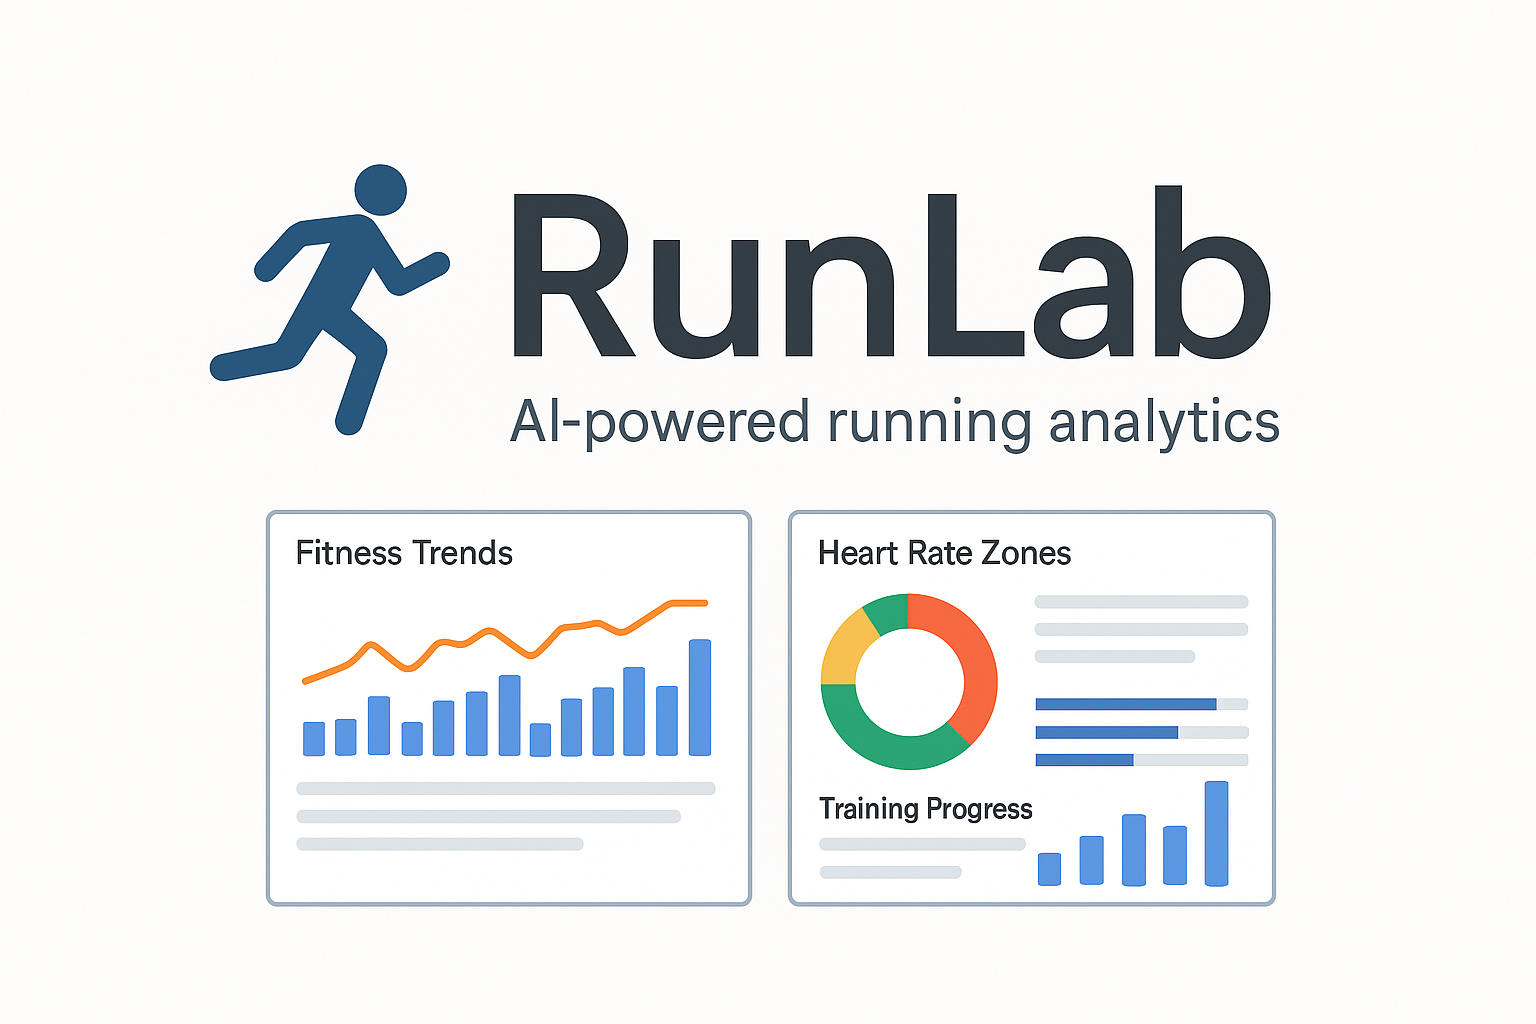 RunLab
AI-powered running analytics
Fitness Trends
Heart Rate Zones
Training Progress